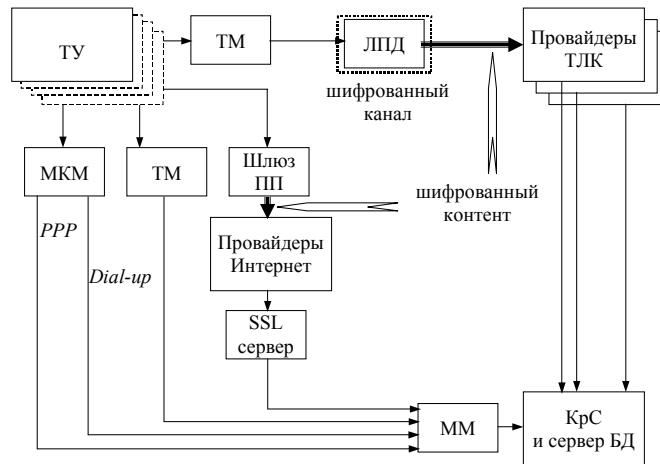 ТУ
ТМ
ЛПД
Провайдеры
ТЛК
шифрованный
канал
МКМ
ТМ
Шлюз
ПП
шифрованный
контент
PPP
Dial-up
Провайдеры
Интернет
SSL
сервер
ММ
КрС
и сервер БД